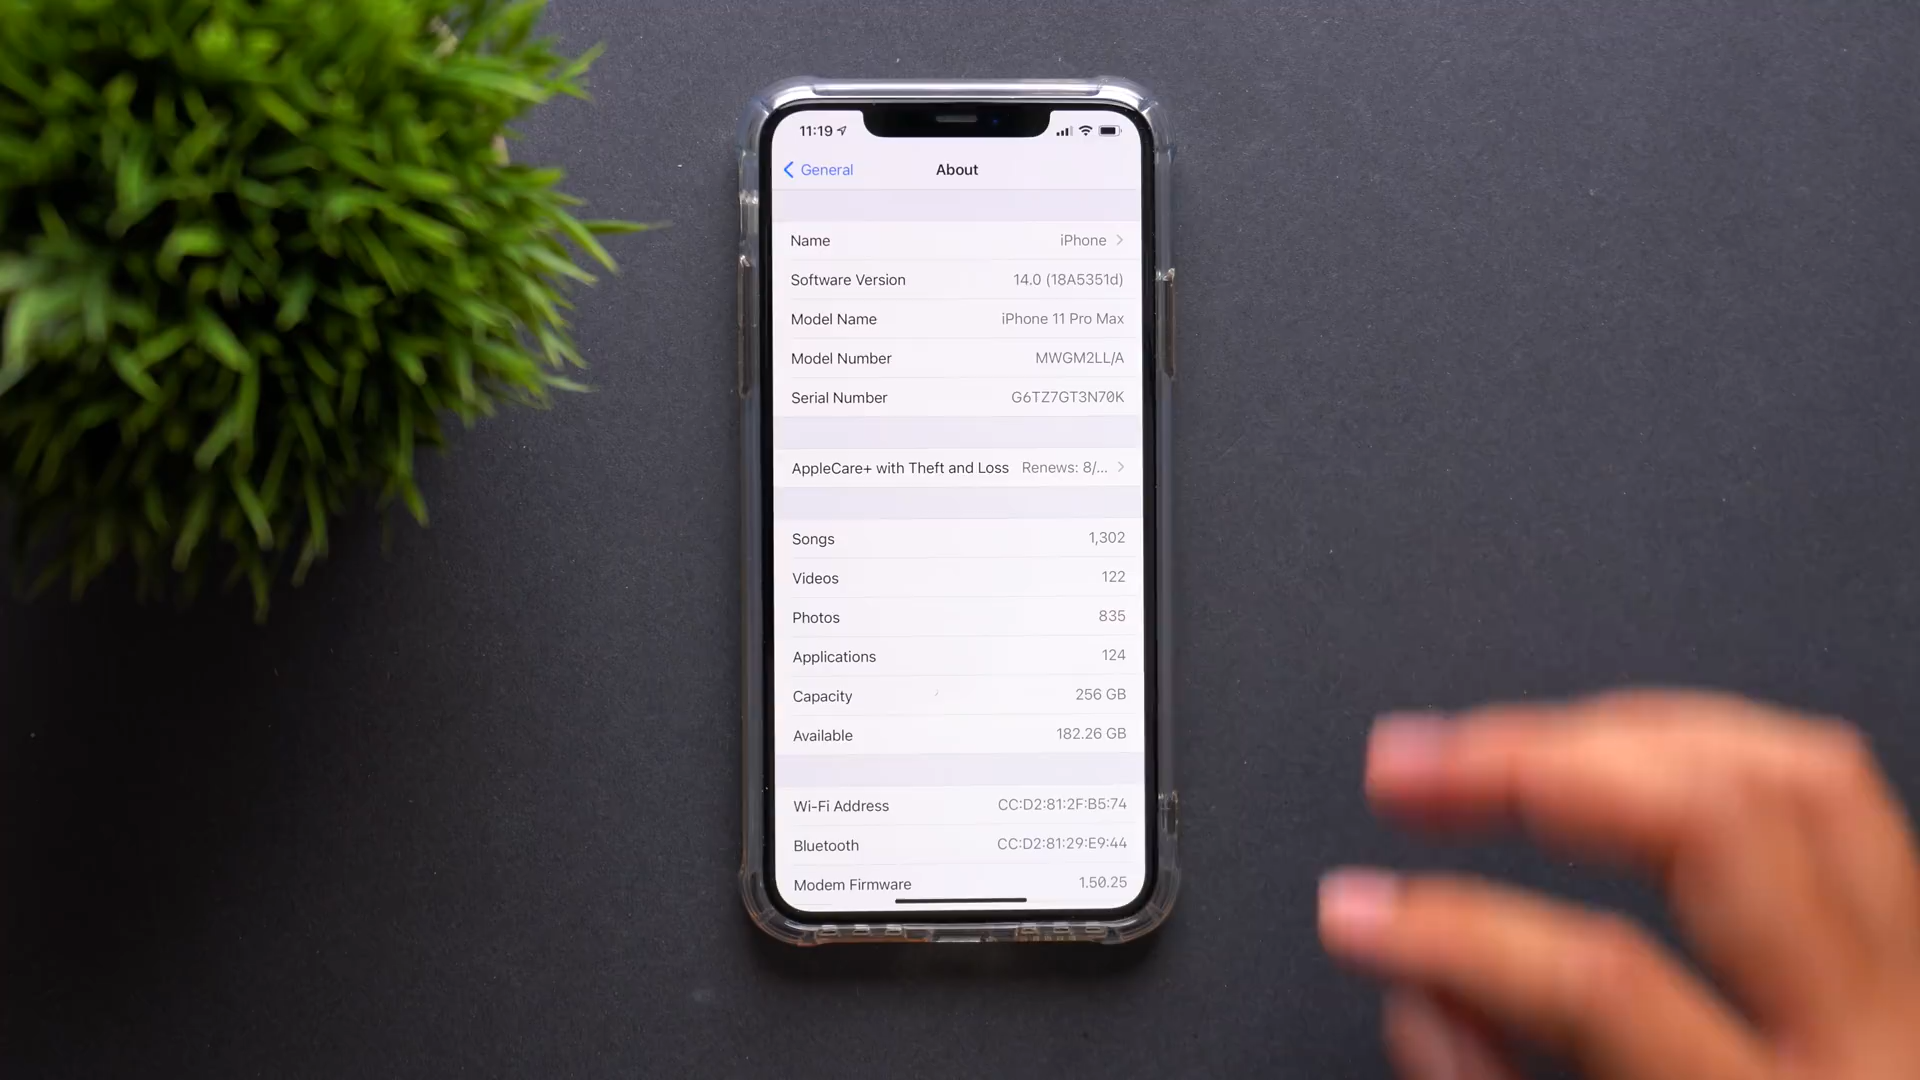 11:19
General
About
Name iPhone
Software Version 14.0 (18A5351d)
Model Name iPhone 11 Pro Max
Model Number MWGM2LL/A
Serial Number G6TZ7GT3N70K
AppleCare+ with Theft and Loss Renews: 8/...
Songs 1,302
Videos 122
Photos 835
Applications 124
Capacity 256 GB
Available 182.26 GB
Wi-Fi Address CC:D2:81:2F:B5:74
Bluetooth CC:D2:81:29:E9:44
Modem Firmware 1.50.25